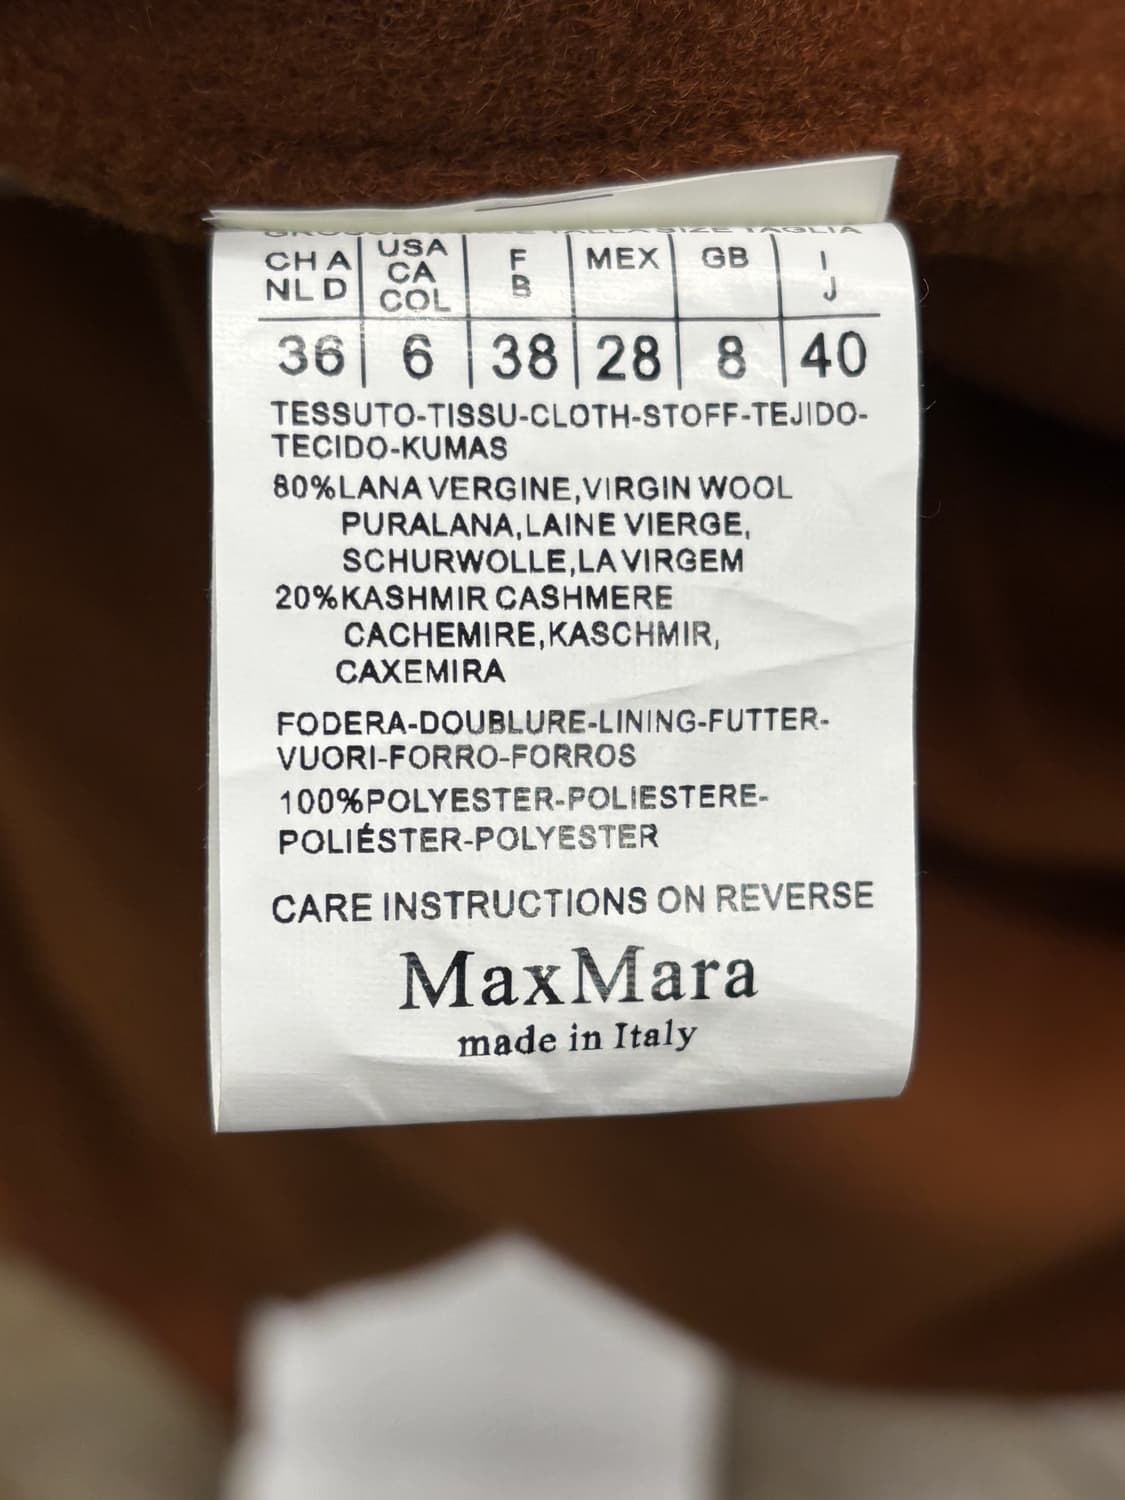 CH A USA F MEX GB I
NL D CA B J
COL
36 6 38 28 8 40
TESSUTO-TISSU-CLOTH-STOFF-TEJIDO-
TECIDO-KUMAS
80%LANA VERGINE,VIRGIN WOOL
PURALANA,LAINE VIERGE,
SCHURWOLLE,LA VIRGEM
20%KASHMIR CASHMERE
CACHEMIRE,KASCHMIR,
CAXEMIRA
FODERA-DOUBLURE-LINING-FUTTER-
VUORI-FORRO-FORROS
100%POLYESTER-POLIESTERE-
POLIÉSTER-POLYESTER
CARE INSTRUCTIONS ON REVERSE
MaxMara
made in Italy